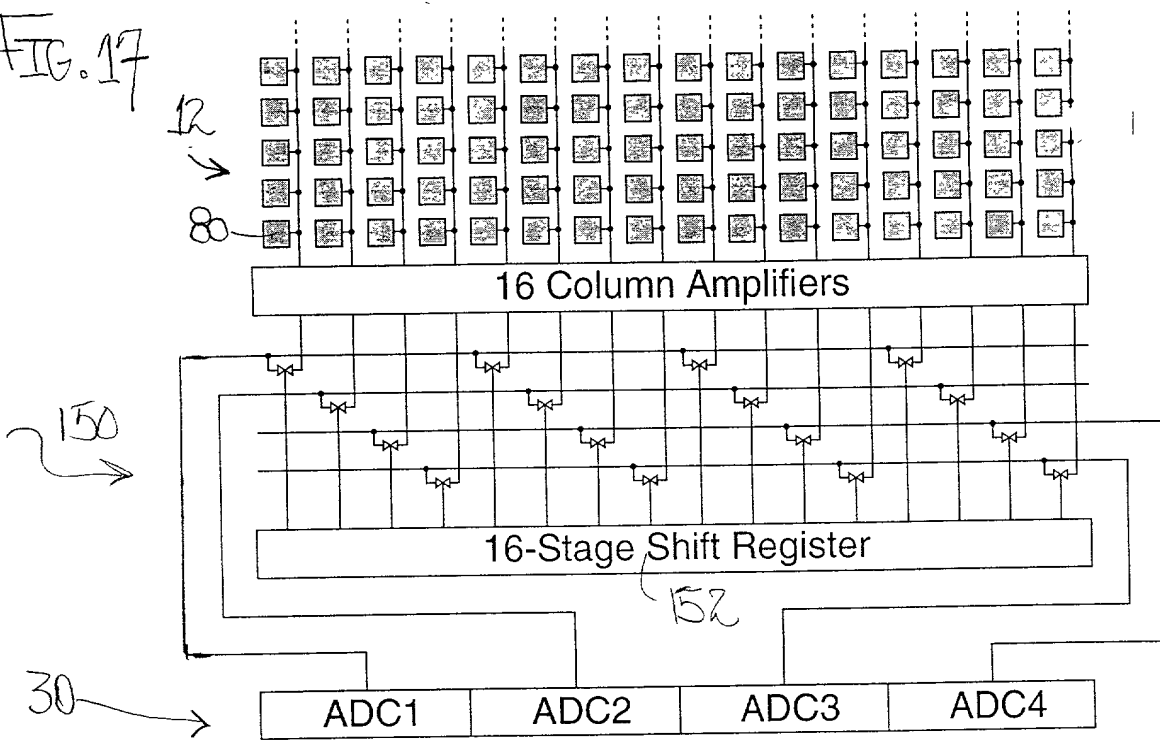 FIG. 17
12
80
16 Column Amplifiers
150
16-Stage Shift Register
152
30
ADC1 ADC2 ADC3 ADC4